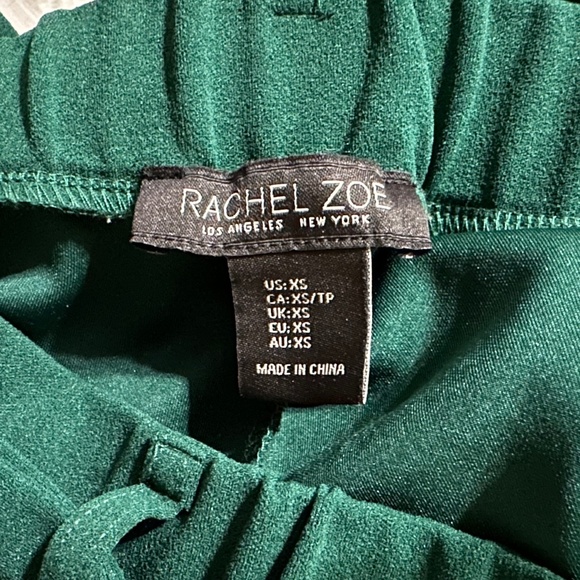 RACHEL ZOE
LOS ANGELES NEW YORK
US:XS
CA:XS/TP
UK:XS
EU:XS
AU:XS
MADE IN CHINA